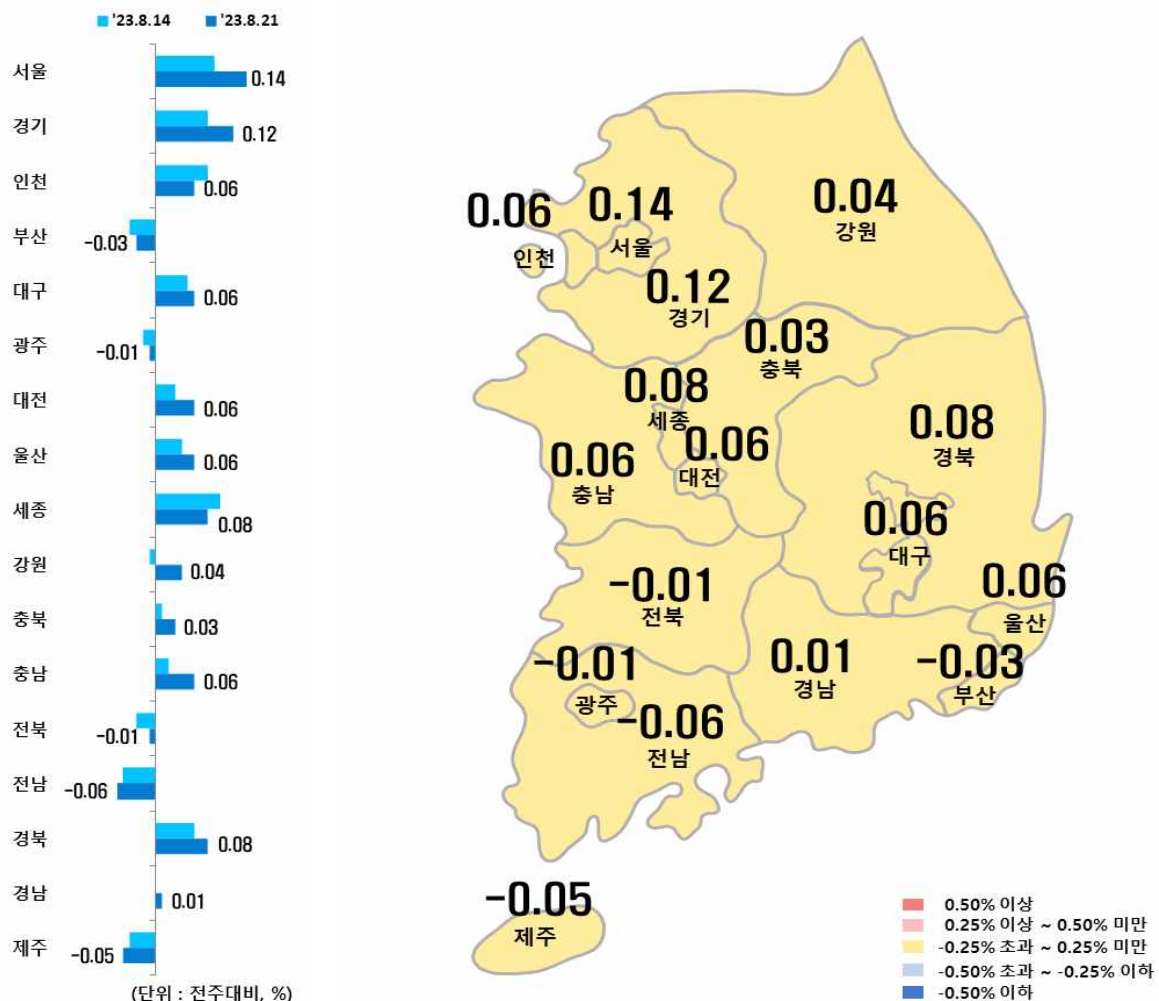 '23.8.14 '23.8.21
서울 0.14
경기 0.12
인천 0.06
부산 -0.03
대구 0.06
광주 -0.01
대전 0.06
울산 0.06
세종 0.08
강원 0.04
충북 0.03
충남 0.06
전북 -0.01
전남 -0.06
경북 0.08
경남 0.01
제주 -0.05
(단위 : 전주대비, %)
0.06
인천
0.14
서울
0.04
강원
0.12
경기
0.03
충북
0.08
세종
0.06
대전
0.06
충남
0.08
경북
0.06
대구
0.06
울산
-0.01
전북
0.01
경남
-0.03
부산
-0.01
광주
-0.06
전남
-0.05
제주
0.50% 이상
0.25% 이상 ~ 0.50% 미만
-0.25% 초과 ~ 0.25% 미만
-0.50% 초과 ~ -0.25% 이하
-0.50% 이하